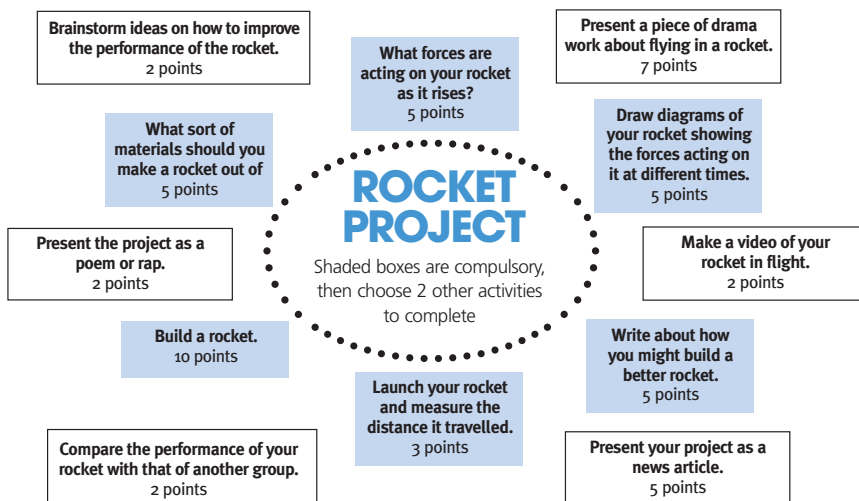 Brainstorm ideas on how to improve
the performance of the rocket.
2 points
What forces are
acting on your rocket
as it rises?
5 points
Present a piece of drama
work about flying in a rocket.
7 points
What sort of
materials should you
make a rocket out of
5 points
Draw diagrams of
your rocket showing
the forces acting on
it at different times.
5 points
ROCKET
PROJECT
Shaded boxes are compulsory,
then choose 2 other activities
to complete
Present the project as a
poem or rap.
2 points
Make a video of your
rocket in flight.
2 points
Build a rocket.
10 points
Write about how
you might build a
better rocket.
5 points
Launch your rocket
and measure the
distance it travelled.
3 points
Compare the performance of your
rocket with that of another group.
2 points
Present your project as a
news article.
5 points